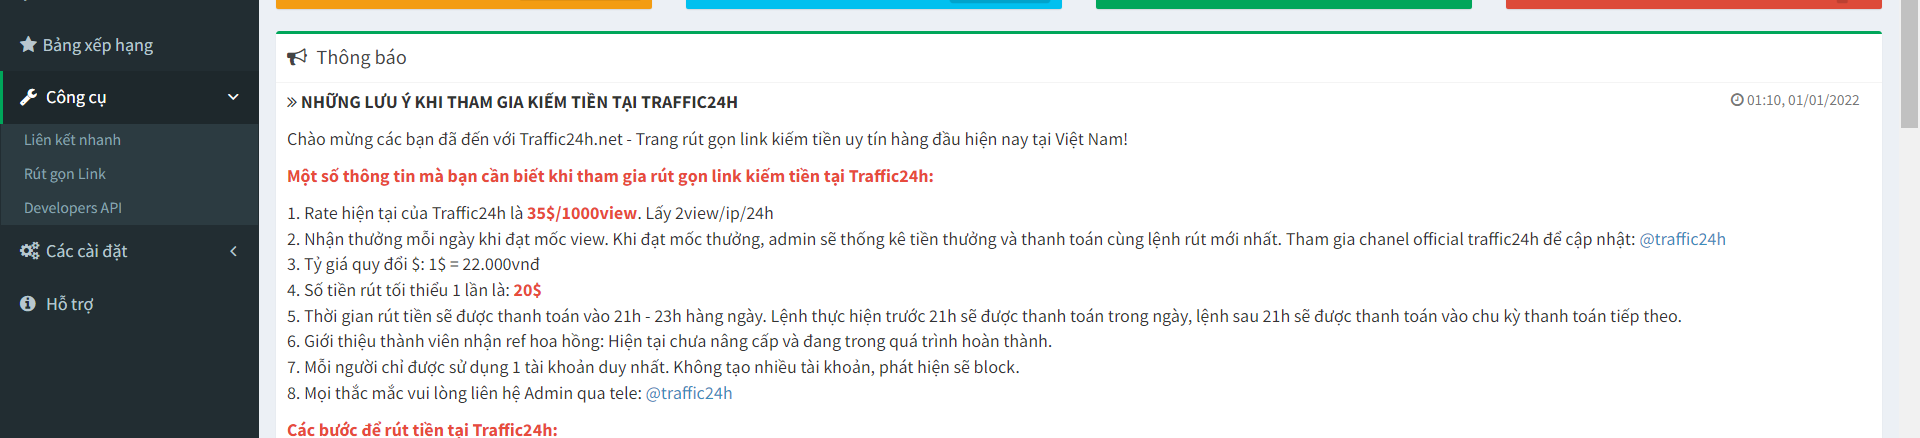 Bảng xếp hạng
Công cụ
Liên kết nhanh
Rút gọn Link
Developers API
Các cài đặt
Hỗ trợ
Thông báo
» NHỮNG LƯU Ý KHI THAM GIA KIẾM TIỀN TẠI TRAFFIC24H
01:10, 01/01/2022
Chào mừng các bạn đã đến với Traffic24h.net - Trang rút gọn link kiếm tiền uy tín hàng đầu hiện nay tại Việt Nam!
Một số thông tin mà bạn cần biết khi tham gia rút gọn link kiếm tiền tại Traffic24h:
1. Rate hiện tại của Traffic24h là 35$/1000view. Lấy 2view/ip/24h
2. Nhận thưởng mỗi ngày khi đạt mốc view. Khi đạt mốc thưởng, admin sẽ thống kê tiền thưởng và thanh toán cùng lệnh rút mới nhất. Tham gia chanel official traffic24h để cập nhật: @traffic24h
3. Tỷ giá quy đổi $: 1$ = 22.000vnđ
4. Số tiền rút tối thiểu 1 lần là: 20$
5. Thời gian rút tiền sẽ được thanh toán vào 21h - 23h hàng ngày. Lệnh thực hiện trước 21h sẽ được thanh toán trong ngày, lệnh sau 21h sẽ được thanh toán vào chu kỳ thanh toán tiếp theo.
6. Giới thiệu thành viên nhận ref hoa hồng: Hiện tại chưa nâng cấp và đang trong quá trình hoàn thành.
7. Mỗi người chỉ được sử dụng 1 tài khoản duy nhất. Không tạo nhiều tài khoản, phát hiện sẽ block.
8. Mọi thắc mắc vui lòng liên hệ Admin qua tele: @traffic24h
Các bước để rút tiền tại Traffic24h: